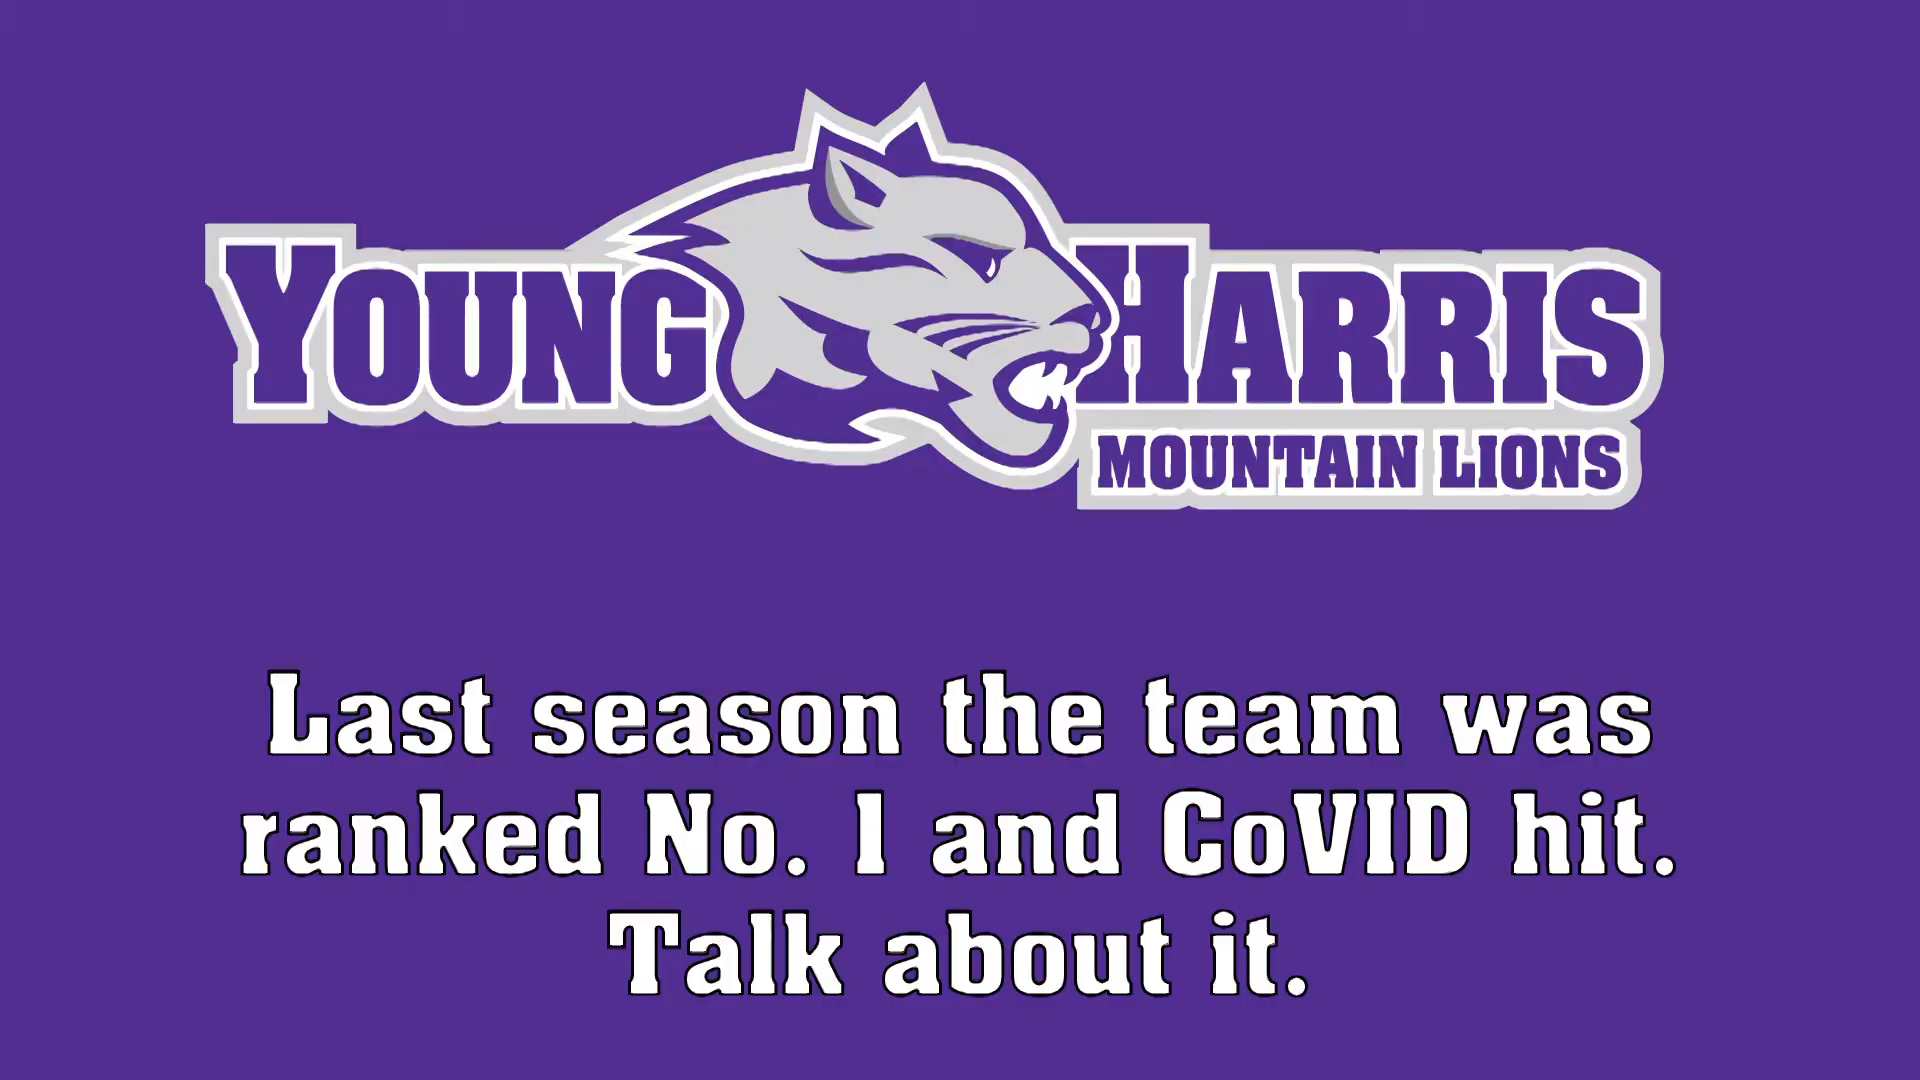 YOUNG HARRIS
MOUNTAIN LIONS
Last season the team was
ranked No. 1 and CoVID hit.
Talk about it.